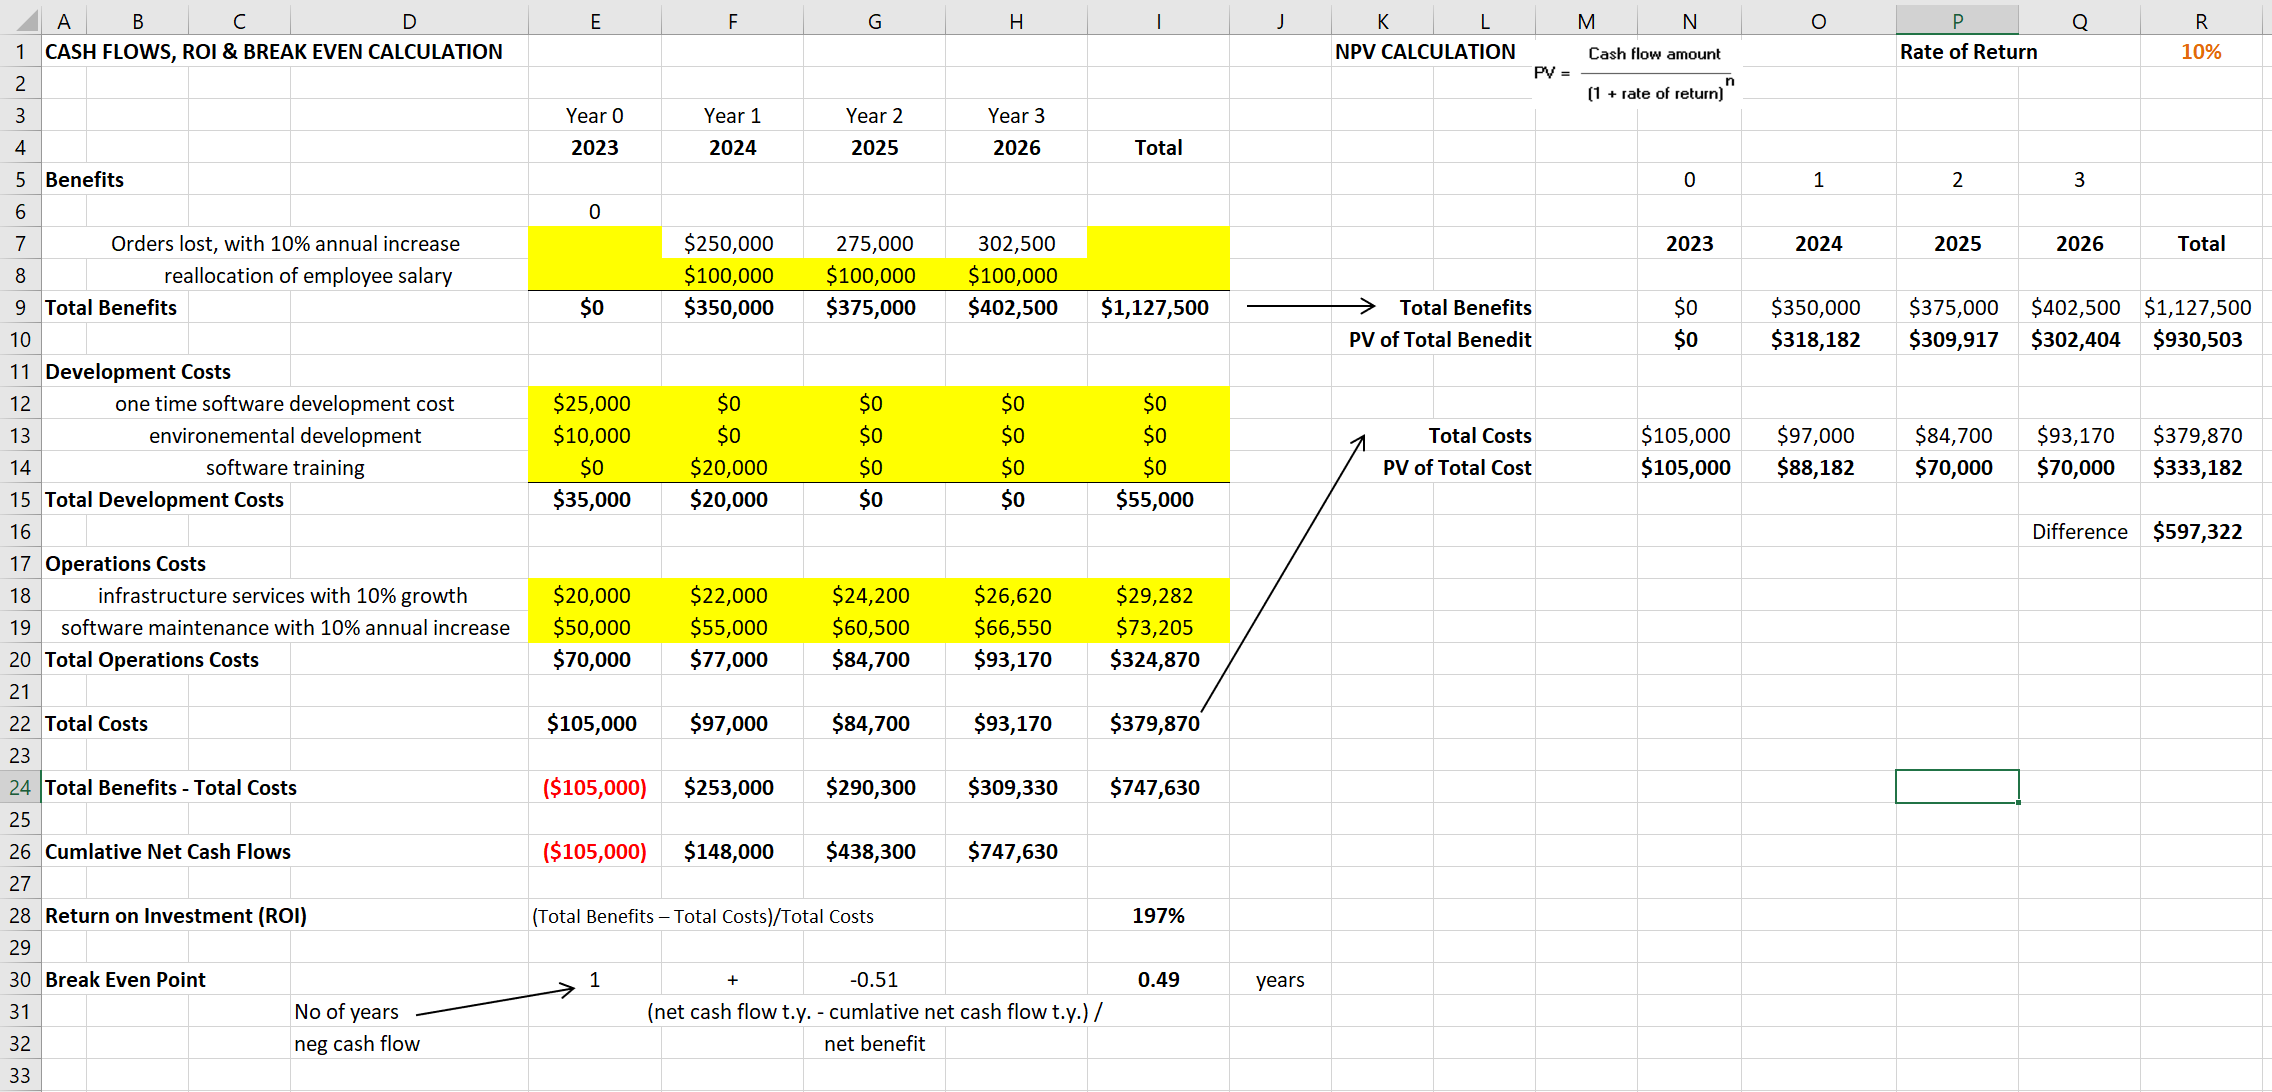 A B C D E F G H I J K L M N O P Q R
1 CASH FLOWS, ROI & BREAK EVEN CALCULATION NPV CALCULATION PV = Cash flow amount (1 + rate of return) n Rate of Return 10%
2
3 Year 0 Year 1 Year 2 Year 3
4 2023 2024 2025 2026 Total
5 Benefits 0 1 2 3
6 0
7 Orders lost, with 10% annual increase $250,000 275,000 302,500 2023 2024 2025 2026 Total
8 reallocation of employee salary $100,000 $100,000 $100,000
9 Total Benefits $0 $350,000 $375,000 $402,500 $1,127,500 Total Benefits $0 $350,000 $375,000 $402,500 $1,127,500
10 PV of Total Benedit $0 $318,182 $309,917 $302,404 $930,503
11 Development Costs
12 one time software development cost $25,000 $0 $0 $0 $0
13 environemental development $10,000 $0 $0 $0 $0 Total Costs $105,000 $97,000 $84,700 $93,170 $379,870
14 software training $0 $20,000 $0 $0 $0 PV of Total Cost $105,000 $88,182 $70,000 $70,000 $333,182
15 Total Development Costs $35,000 $20,000 $0 $0 $55,000
16 Difference $597,322
17 Operations Costs
18 infrastructure services with 10% growth $20,000 $22,000 $24,200 $26,620 $29,282
19 software maintenance with 10% annual increase $50,000 $55,000 $60,500 $66,550 $73,205
20 Total Operations Costs $70,000 $77,000 $84,700 $93,170 $324,870
21
22 Total Costs $105,000 $97,000 $84,700 $93,170 $379,870
23
24 Total Benefits - Total Costs ($105,000) $253,000 $290,300 $309,330 $747,630
25
26 Cumlative Net Cash Flows ($105,000) $148,000 $438,300 $747,630
27
28 Return on Investment (ROI) (Total Benefits – Total Costs)/Total Costs 197%
29
30 Break Even Point 1 + -0.51 0.49 years
31 No of years (net cash flow t.y. - cumlative net cash flow t.y.) /
32 neg cash flow net benefit
33